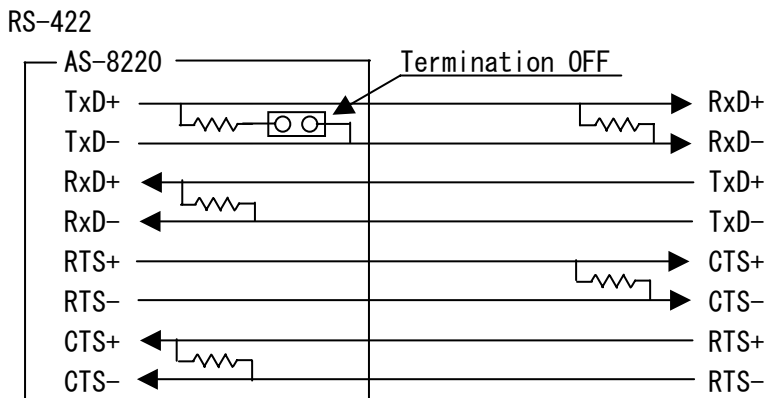 RS-422
AS-8220 Termination OFF
TxD+ RxD+
TxD- RxD-
RxD+ TxD+
RxD- TxD-
RTS+ CTS+
RTS- CTS-
CTS+ RTS+
CTS- RTS-